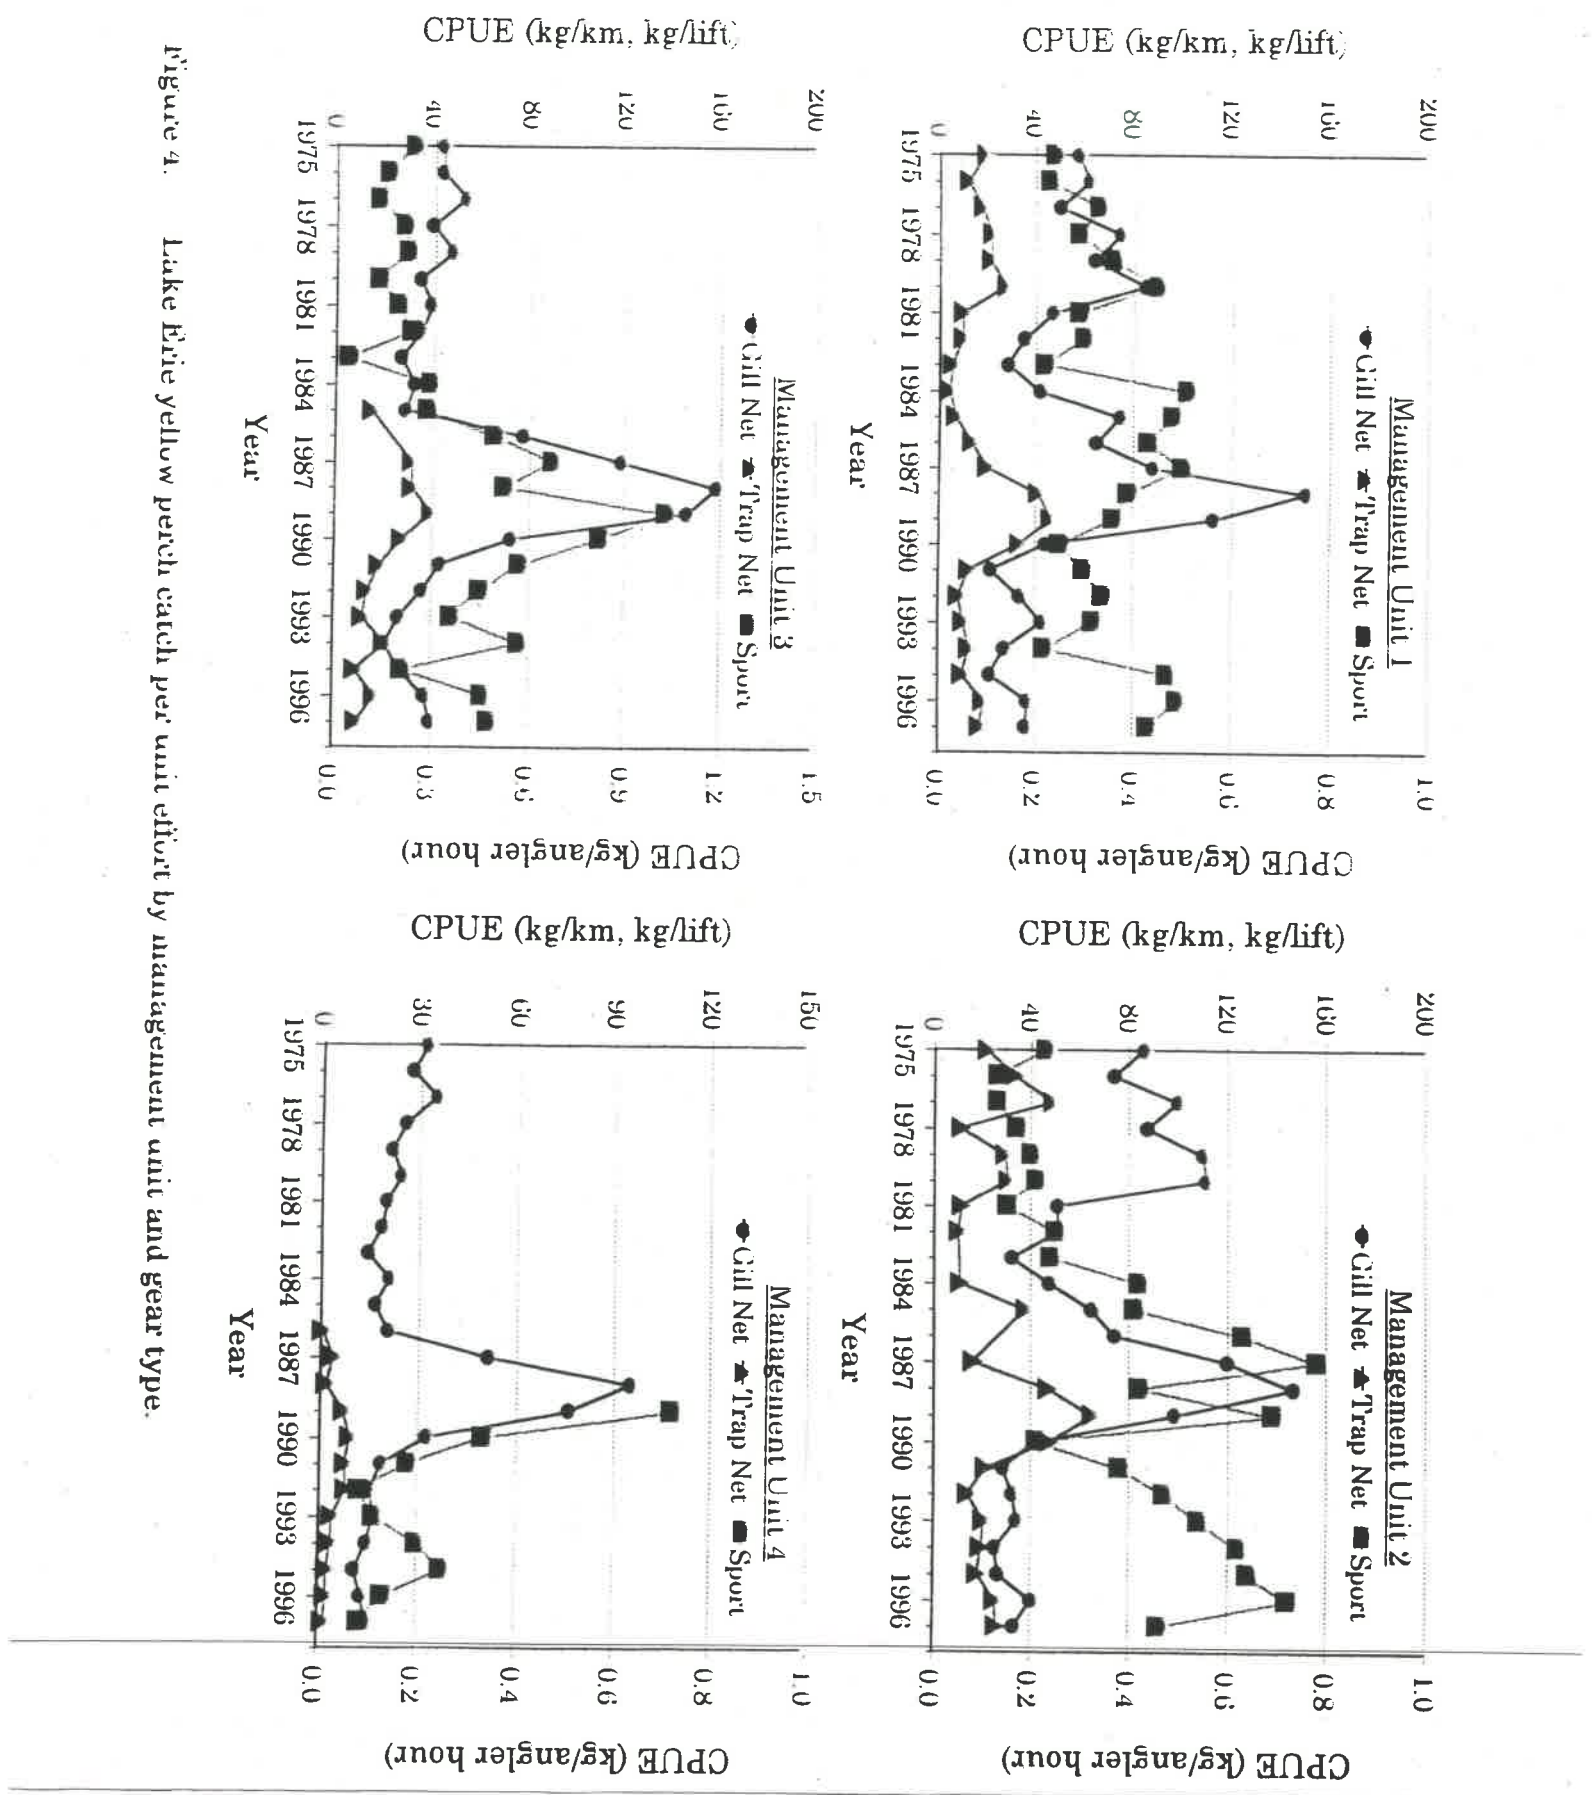 Management Unit 1
Gill Net Trap Net Sport
CPUE (kg/km, kg/lift)
200
160
120
80
40
0
1975 1978 1981 1984 1987 1990 1993 1996
Year
1.0
0.8
0.6
0.4
0.2
0.0
CPUE (kg/angler hour)
Management Unit 2
Gill Net Trap Net Sport
CPUE (kg/km, kg/lift)
200
160
120
80
40
0
1975 1978 1981 1984 1987 1990 1993 1996
Year
1.0
0.8
0.6
0.4
0.2
0.0
CPUE (kg/angler hour)
Management Unit 3
Gill Net Trap Net Sport
CPUE (kg/km, kg/lift)
200
160
120
80
40
0
1975 1978 1981 1984 1987 1990 1993 1996
Year
1.5
1.2
0.9
0.6
0.3
0.0
CPUE (kg/angler hour)
Management Unit 4
Gill Net Trap Net Sport
CPUE (kg/km, kg/lift)
150
120
90
60
30
0
1975 1978 1981 1984 1987 1990 1993 1996
Year
1.0
0.8
0.6
0.4
0.2
0.0
CPUE (kg/angler hour)
Figure 4. Lake Erie yellow perch catch per unit effort by management unit and gear type.